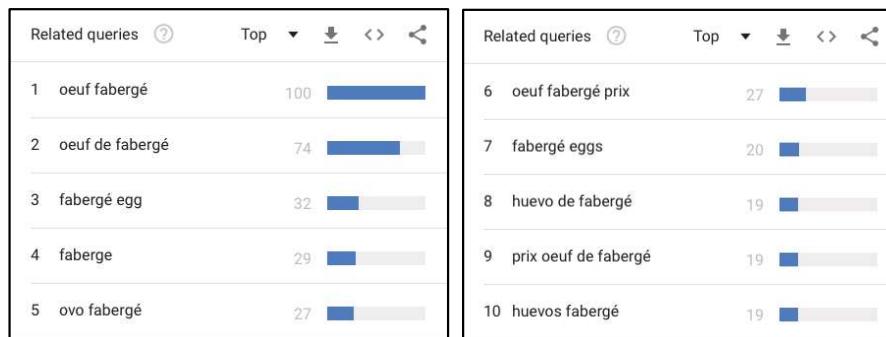 Related queries ? Top
1 oeuf fabergé 100
2 oeuf de fabergé 74
3 fabergé egg 32
4 faberge 29
5 ovo fabergé 27
Related queries ? Top
6 oeuf fabergé prix 27
7 fabergé eggs 20
8 huevo de fabergé 19
9 prix oeuf de fabergé 19
10 huevos fabergé 19